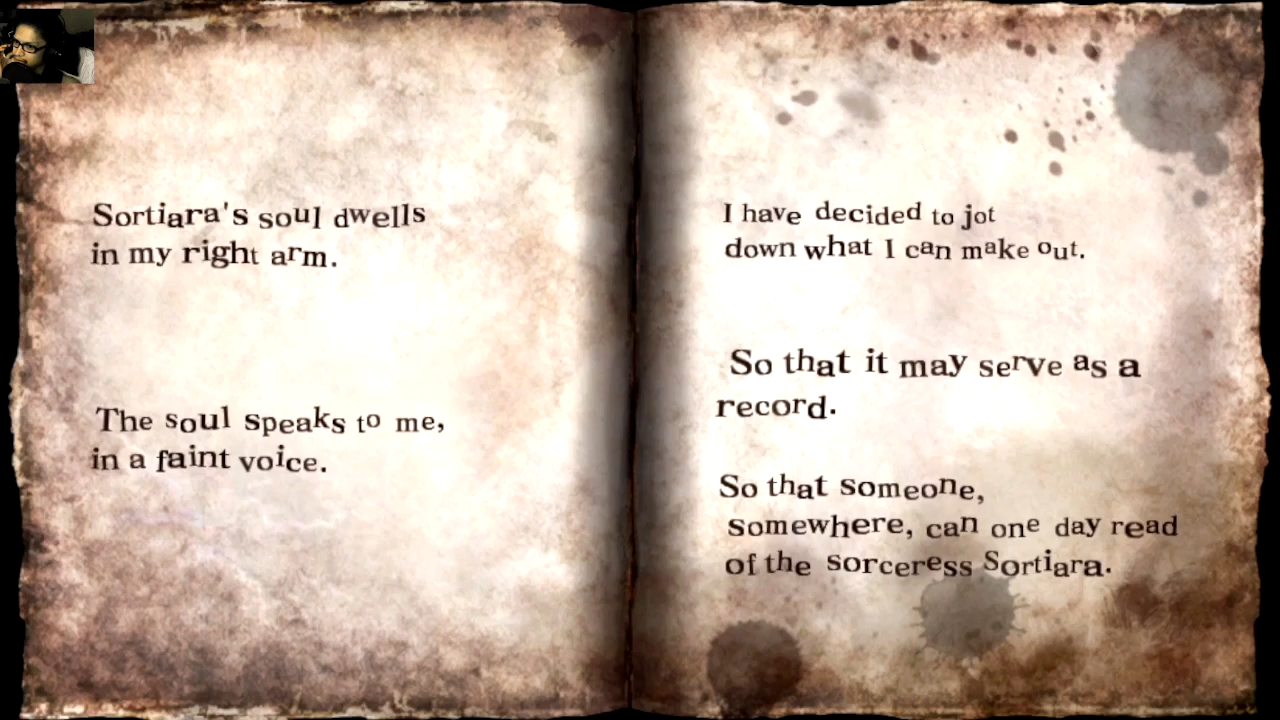 Sortiara's soul dwells
in my right arm.
The soul speaks to me,
in a faint voice.
I have decided to jot
down what I can make out.
So that it may serve as a
record.
So that someone,
somewhere, can one day read
of the sorceress Sortiara.